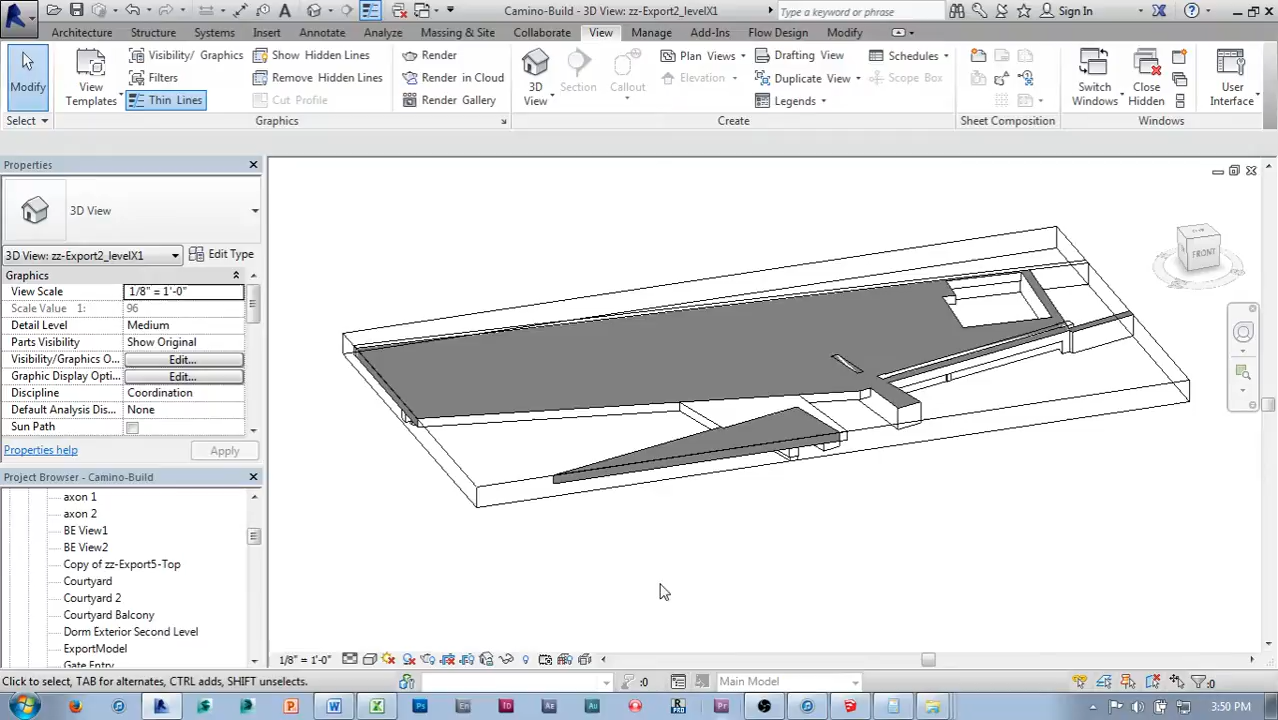 Camino-Build - 3D View: zz-Export2_levelX1
Type a keyword or phrase
Sign In
Architecture Structure Systems Insert Annotate Analyze Massing & Site Collaborate View Manage Add-Ins Flow Design Modify
Modify
Select
View Templates
Visibility/ Graphics
Filters
Thin Lines
Show Hidden Lines
Remove Hidden Lines
Cut Profile
Graphics
Render
Render in Cloud
Render Gallery
3D View
Section
Callout
Plan Views
Elevation
Drafting View
Duplicate View
Legends
Schedules
Scope Box
Create
Sheet Composition
Switch Windows
Close Hidden
User Interface
Windows
Properties
3D View
3D View: zz-Export2_levelX1
Edit Type
Graphics
View Scale 1/8" = 1'-0"
Scale Value 1: 96
Detail Level Medium
Parts Visibility Show Original
Visibility/Graphics O... Edit...
Graphic Display Opti... Edit...
Discipline Coordination
Default Analysis Dis... None
Sun Path
Properties help
Apply
Project Browser - Camino-Build
axon 1
axon 2
BE View1
BE View2
Copy of zz-Export5-Top
Courtyard
Courtyard 2
Courtyard Balcony
Dorm Exterior Second Level
ExportModel
Gate Entry
FRONT
1/8" = 1'-0"
Click to select, TAB for alternates, CTRL adds, SHIFT unselects.
:0
Main Model
:0
3:50 PM